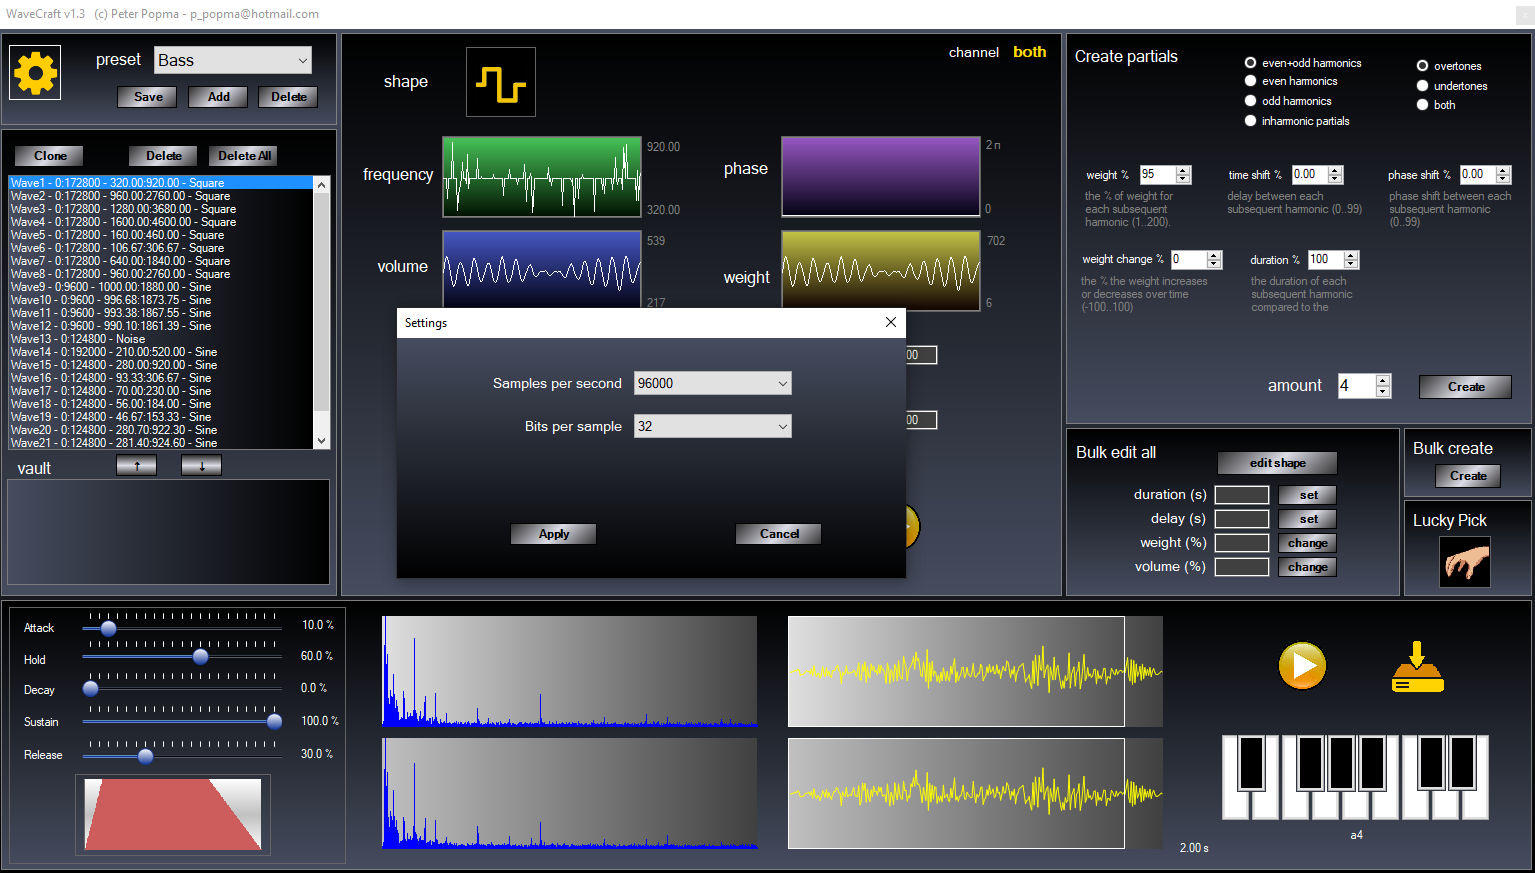 WaveCraft v1.3 (c) Peter Popma - p_popma@hotmail.com
preset
Bass
Save
Add
Delete
Clone
Delete
Delete All
Wave1 - 0:172800 - 320.00:920.00 - Square
Wave2 - 0:172800 - 960.00:2760.00 - Square
Wave3 - 0:172800 - 1280.00:3680.00 - Square
Wave4 - 0:172800 - 1600.00:4600.00 - Square
Wave5 - 0:172800 - 160.00:460.00 - Square
Wave6 - 0:172800 - 106.67:306.67 - Square
Wave7 - 0:172800 - 640.00:1840.00 - Square
Wave8 - 0:172800 - 960.00:2760.00 - Square
Wave9 - 0:9600 - 1000.00:1880.00 - Sine
Wave10 - 0:9600 - 996.68:1873.75 - Sine
Wave11 - 0:9600 - 993.38:1867.55 - Sine
Wave12 - 0:9600 - 990.10:1861.39 - Sine
Wave13 - 0:124800 - Noise
Wave14 - 0:192000 - 210.00:520.00 - Sine
Wave15 - 0:124800 - 280.00:920.00 - Sine
Wave16 - 0:124800 - 93.33:306.67 - Sine
Wave17 - 0:124800 - 70.00:230.00 - Sine
Wave18 - 0:124800 - 56.00:184.00 - Sine
Wave19 - 0:124800 - 46.67:153.33 - Sine
Wave20 - 0:124800 - 280.70:922.30 - Sine
Wave21 - 0:124800 - 281.40:924.60 - Sine
vault
↑
↓
channel both
shape
frequency
920.00
320.00
phase
2 п
0
volume
539
217
weight
702
6
00
00
Settings
Samples per second
96000
Bits per sample
32
Apply
Cancel
Create partials
even+odd harmonics
even harmonics
odd harmonics
inharmonic partials
overtones
undertones
both
weight %
95
the % of weight for
each subsequent
harmonic (1..200).
time shift %
0.00
delay between each
subsequent harmonic (0..99)
phase shift %
0.00
phase shift between each
subsequent harmonic
(0..99)
weight change %
0
the % the weight increases
or decreases over time
(-100..100)
duration %
100
the duration of each
subsequent harmonic
compared to the
amount
4
Create
Bulk edit all
edit shape
duration (s)
set
delay (s)
set
weight (%)
change
volume (%)
change
Bulk create
Create
Lucky Pick
Attack
10.0 %
Hold
60.0 %
Decay
0.0 %
Sustain
100.0 %
Release
30.0 %
2.00 s
a4